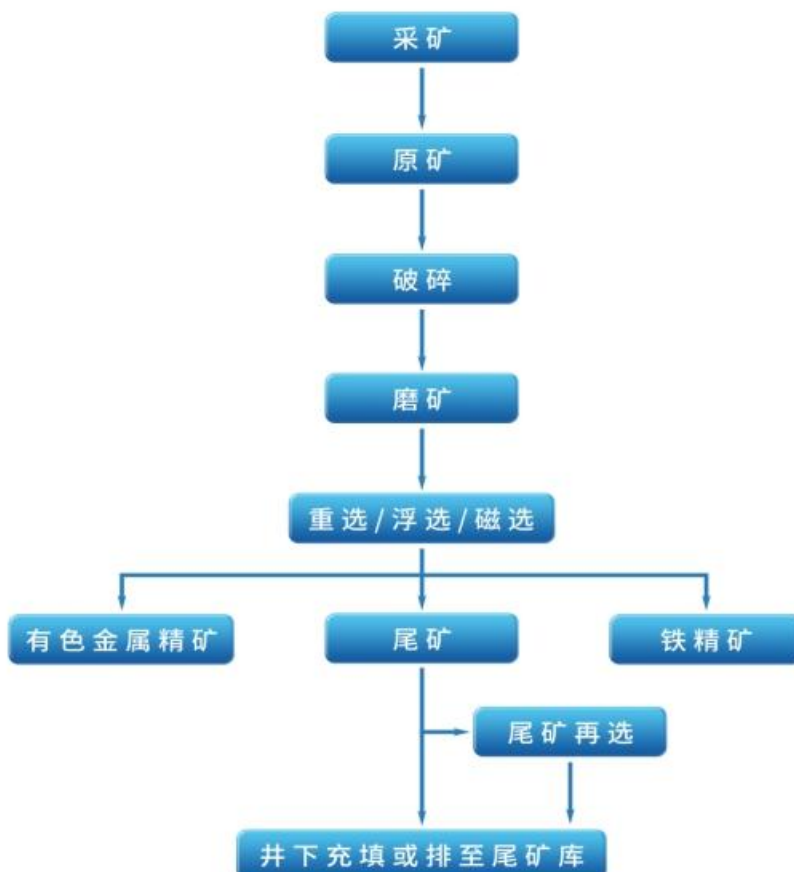 采矿
原矿
破碎
磨矿
重选/浮选/磁选
有色金属精矿
尾矿
铁精矿
尾矿再选
井下充填或排至尾矿库